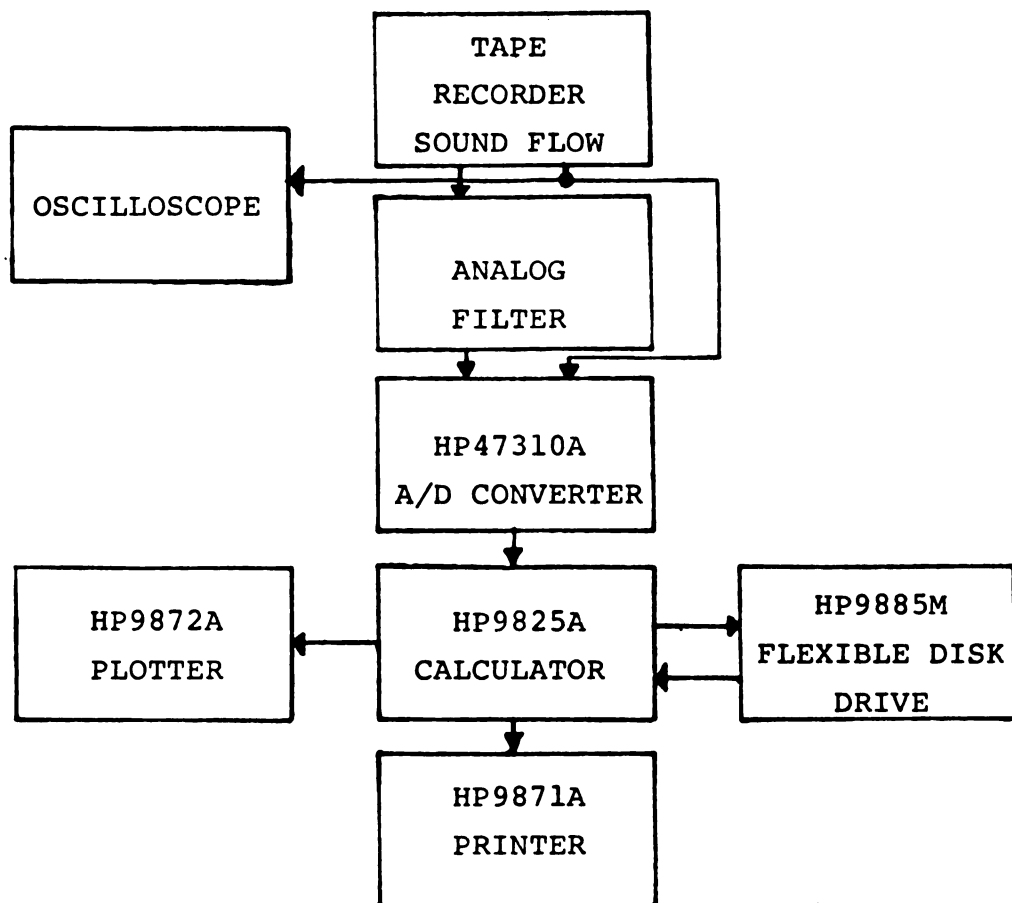 TAPE
RECORDER
SOUND FLOW
OSCILLOSCOPE
ANALOG
FILTER
HP47310A
A/D CONVERTER
HP9872A
PLOTTER
HP9825A
CALCULATOR
HP9885M
FLEXIBLE DISK
DRIVE
HP9871A
PRINTER